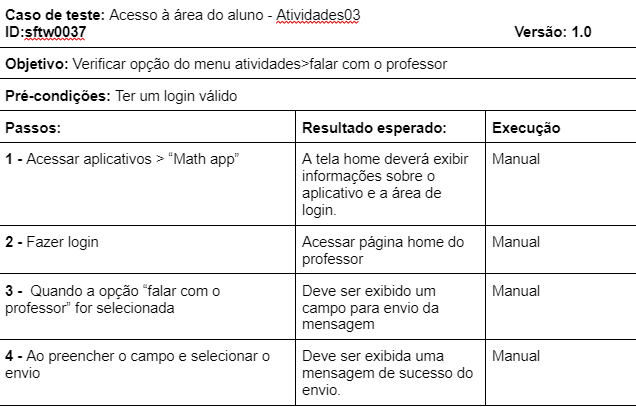 Caso de teste: Acesso à área do aluno - Atividades03
ID:sftw0037 Versão: 1.0
Objetivo: Verificar opção do menu atividades>falar com o professor
Pré-condições: Ter um login válido
Passos: Resultado esperado: Execução
1 - Acessar aplicativos > “Math app” A tela home deverá exibir Manual
informações sobre o
aplicativo e a área de
login.
2 - Fazer login Acessar página home do Manual
professor
3 -  Quando a opção “falar com o Deve ser exibido um Manual
professor” for selecionada campo para envio da
mensagem
4 - Ao preencher o campo e selecionar o Deve ser exibida uma Manual
envio mensagem de sucesso do
envio.